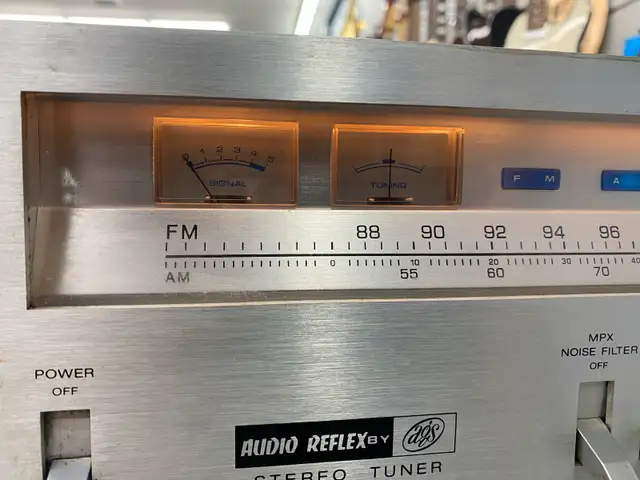 0 1 2 3 4 5
SIGNAL
TUNING
F M
A
FM 88 90 92 94 96
0 10 20 30 40
AM 55 60 70
POWER
OFF
MPX
NOISE FILTER
OFF
AUDIO REFLEX BY ags
STEREO TUNER